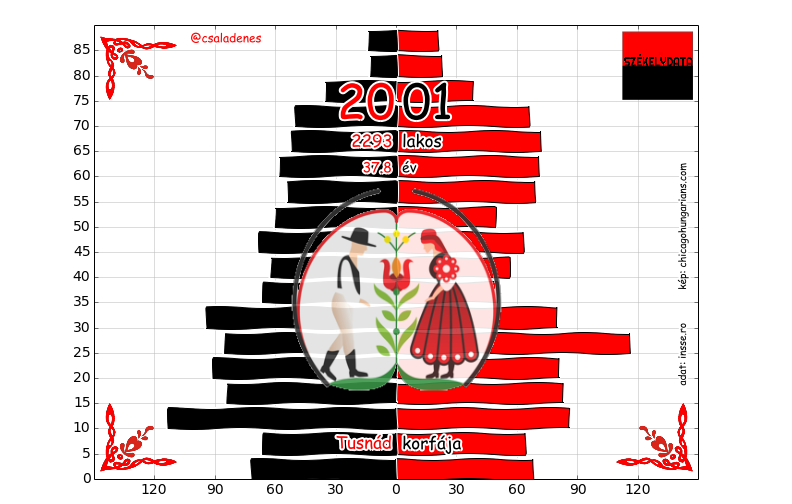 @csaladenes
SZÉKELYDATA
2001
2293 lakos
37.8 év
kép: chicagohungarians.com
adat: insse.ro
Tusnád korfája
85
80
75
70
65
60
55
50
45
40
35
30
25
20
15
10
5
0
120 90 60 30 0 30 60 90 120